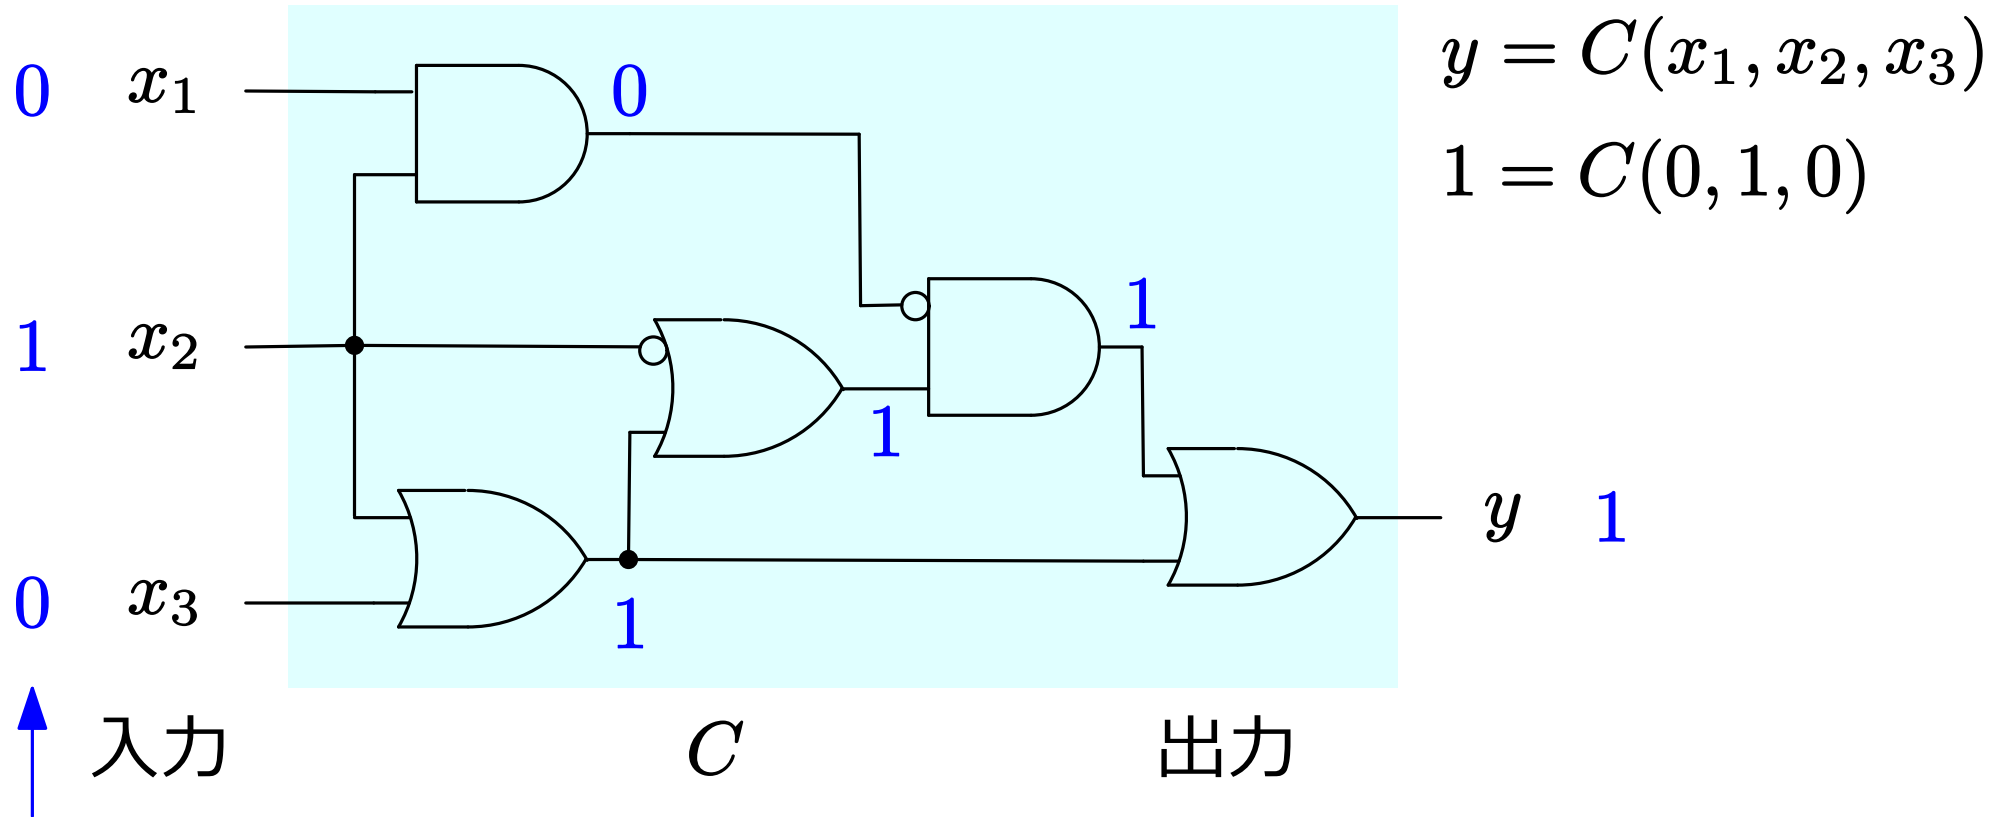 y = C(x₁, x₂, x₃)
1 = C(0, 1, 0)
0 x₁ 0
1 x₂ 1
1
y 1
0 x₃ 1
入力 C 出力